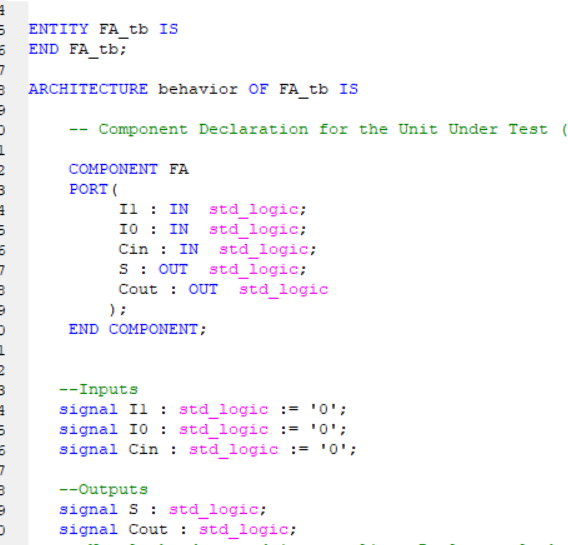 ENTITY FA_tb IS
END FA_tb;
ARCHITECTURE behavior OF FA_tb IS
-- Component Declaration for the Unit Under Test (
COMPONENT FA
PORT(
I1 : IN std_logic;
I0 : IN std_logic;
Cin : IN std_logic;
S : OUT std_logic;
Cout : OUT std_logic
);
END COMPONENT;
--Inputs
signal I1 : std_logic := '0';
signal I0 : std_logic := '0';
signal Cin : std_logic := '0';
--Outputs
signal S : std_logic;
signal Cout : std_logic;